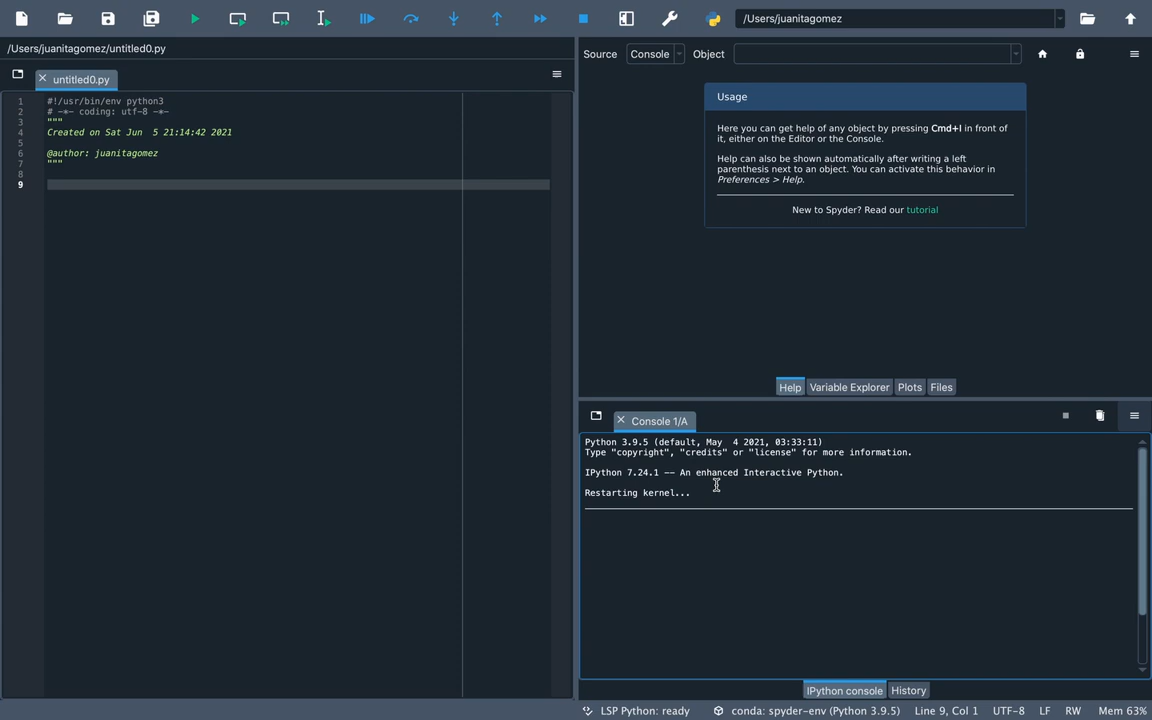 /Users/juanitagomez
/Users/juanitagomez/untitled0.py
untitled0.py
1 #!/usr/bin/env python3
2 # -*- coding: utf-8 -*-
3 """
4 Created on Sat Jun  5 21:14:42 2021
5
6 @author: juanitagomez
7 """
8
9
Source Console Object
Usage
Here you can get help of any object by pressing Cmd+I in front of
it, either on the Editor or the Console.
Help can also be shown automatically after writing a left
parenthesis next to an object. You can activate this behavior in
Preferences > Help.
New to Spyder? Read our tutorial
Help Variable Explorer Plots Files
Console 1/A
Python 3.9.5 (default, May  4 2021, 03:33:11)
Type "copyright", "credits" or "license" for more information.
IPython 7.24.1 -- An enhanced Interactive Python.
Restarting kernel...
IPython console History
LSP Python: ready conda: spyder-env (Python 3.9.5) Line 9, Col 1 UTF-8 LF RW Mem 63%